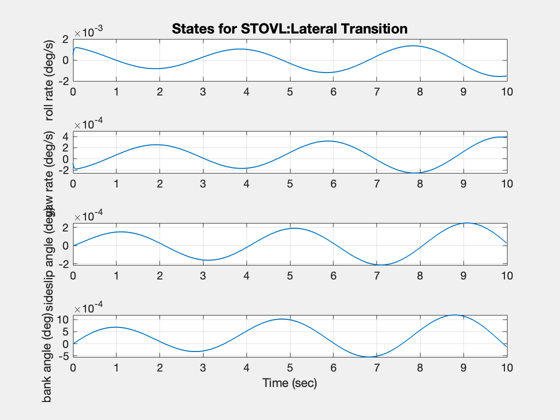 States for STOVL:Lateral Transition
×10⁻³
roll rate (deg/s)
2
0
-2
0 1 2 3 4 5 6 7 8 9 10
×10⁻⁴
yaw rate (deg/s)
4
2
0
-2
0 1 2 3 4 5 6 7 8 9 10
×10⁻⁴
sideslip angle (deg)
2
0
-2
0 1 2 3 4 5 6 7 8 9 10
×10⁻⁴
bank angle (deg)
10
5
0
-5
0 1 2 3 4 5 6 7 8 9 10
Time (sec)